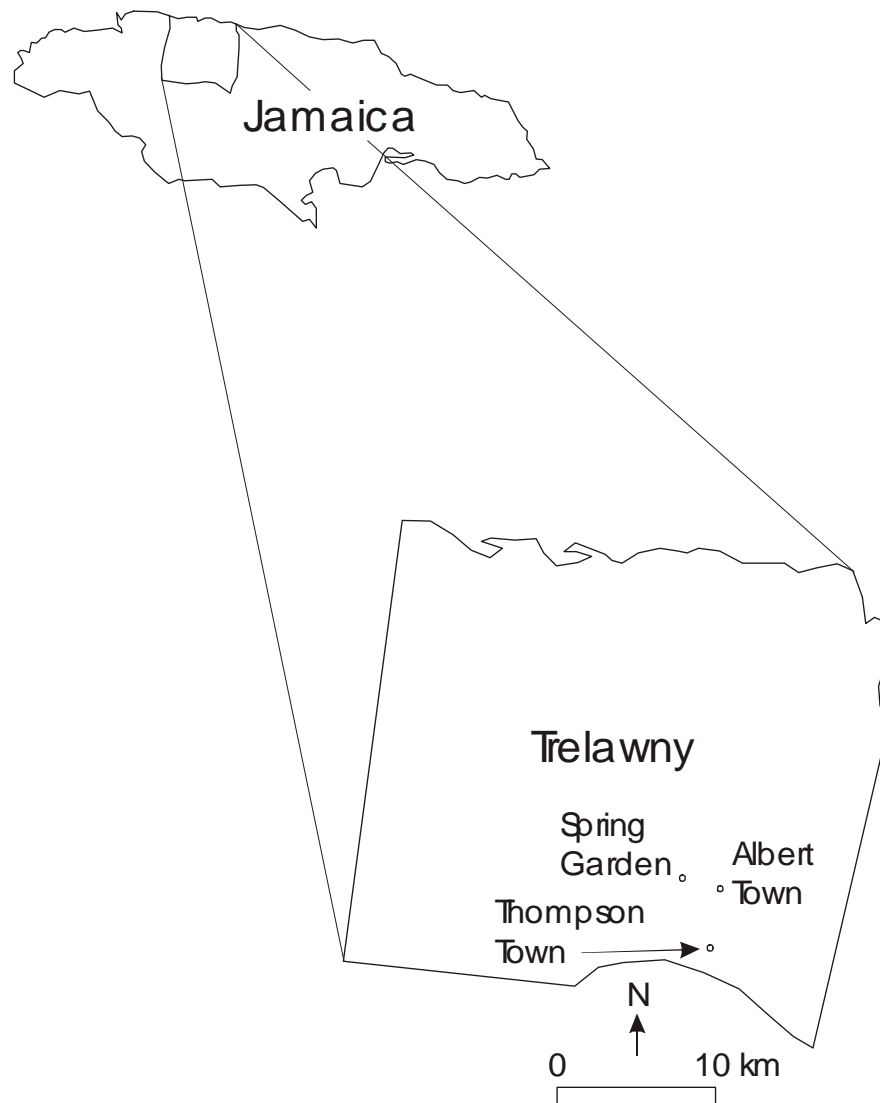 Jamaica
Trelawny
Spring
Garden
Albert
Town
Thompson
Town
N
0 10 km